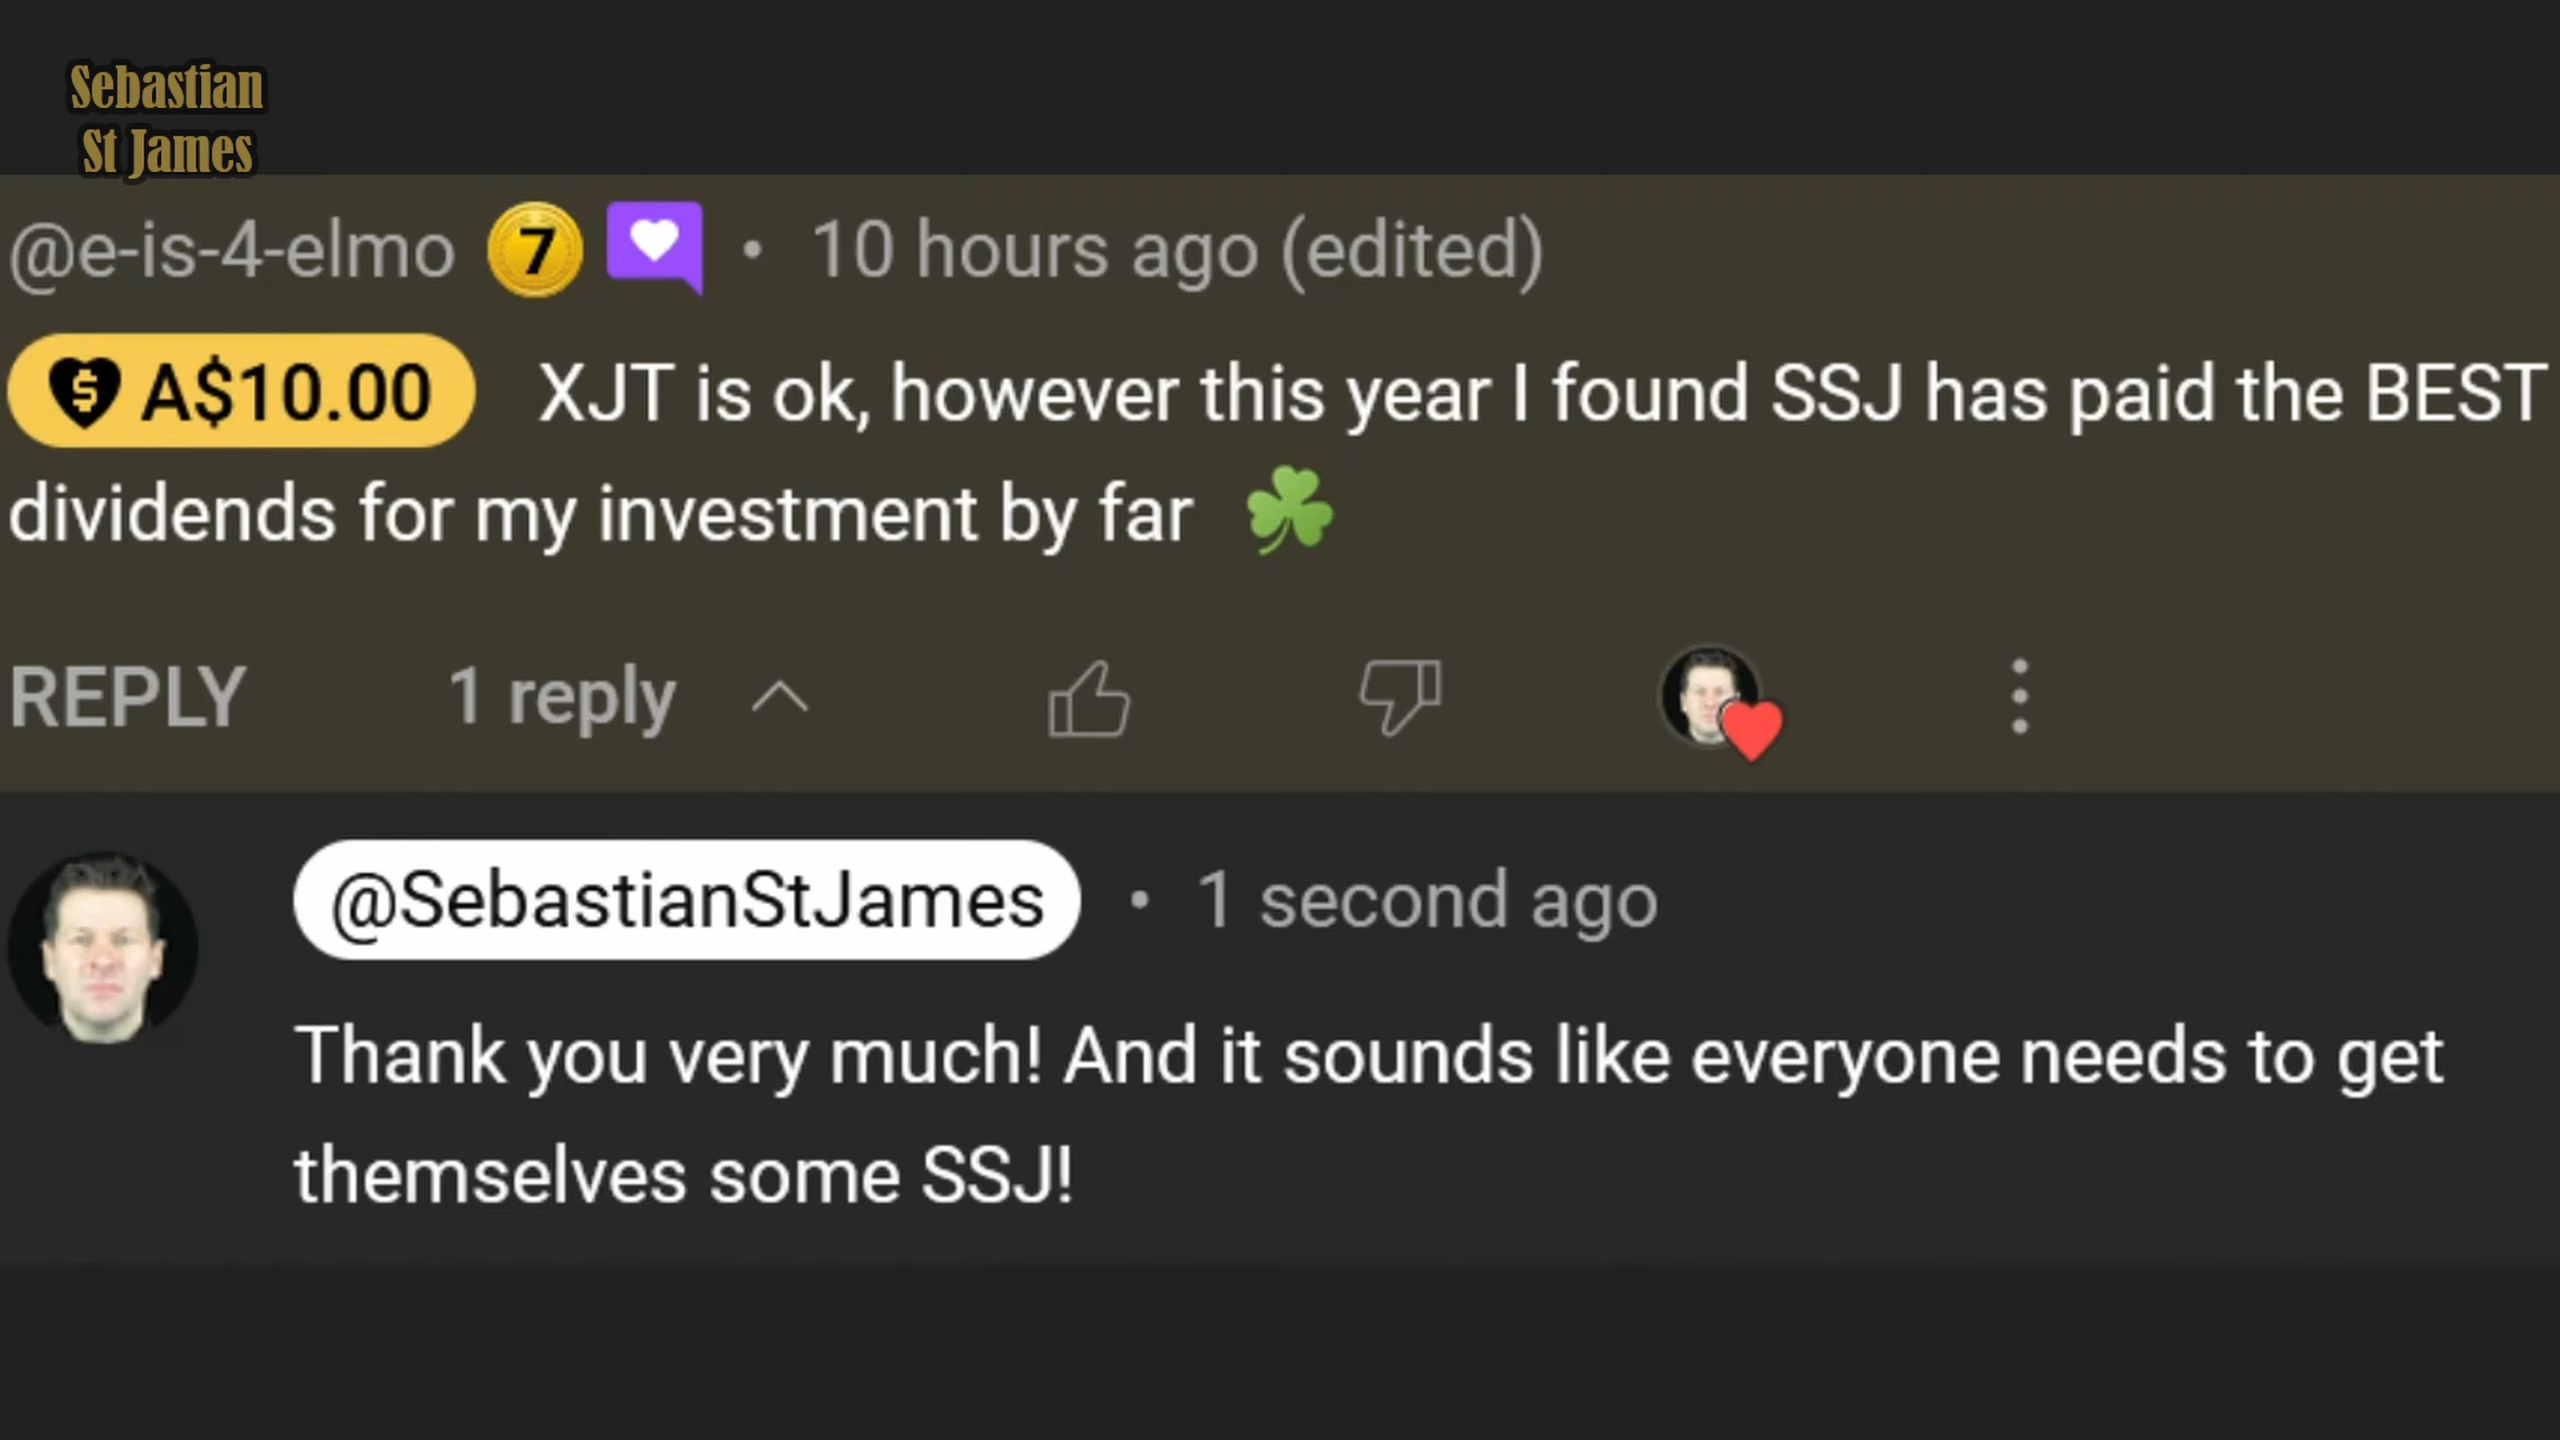 Sebastian
St James
@e-is-4-elmo 7 • 10 hours ago (edited)
$ A$10.00 XJT is ok, however this year I found SSJ has paid the BEST
dividends for my investment by far ☘️
REPLY 1 reply
@SebastianStJames • 1 second ago
Thank you very much! And it sounds like everyone needs to get
themselves some SSJ!